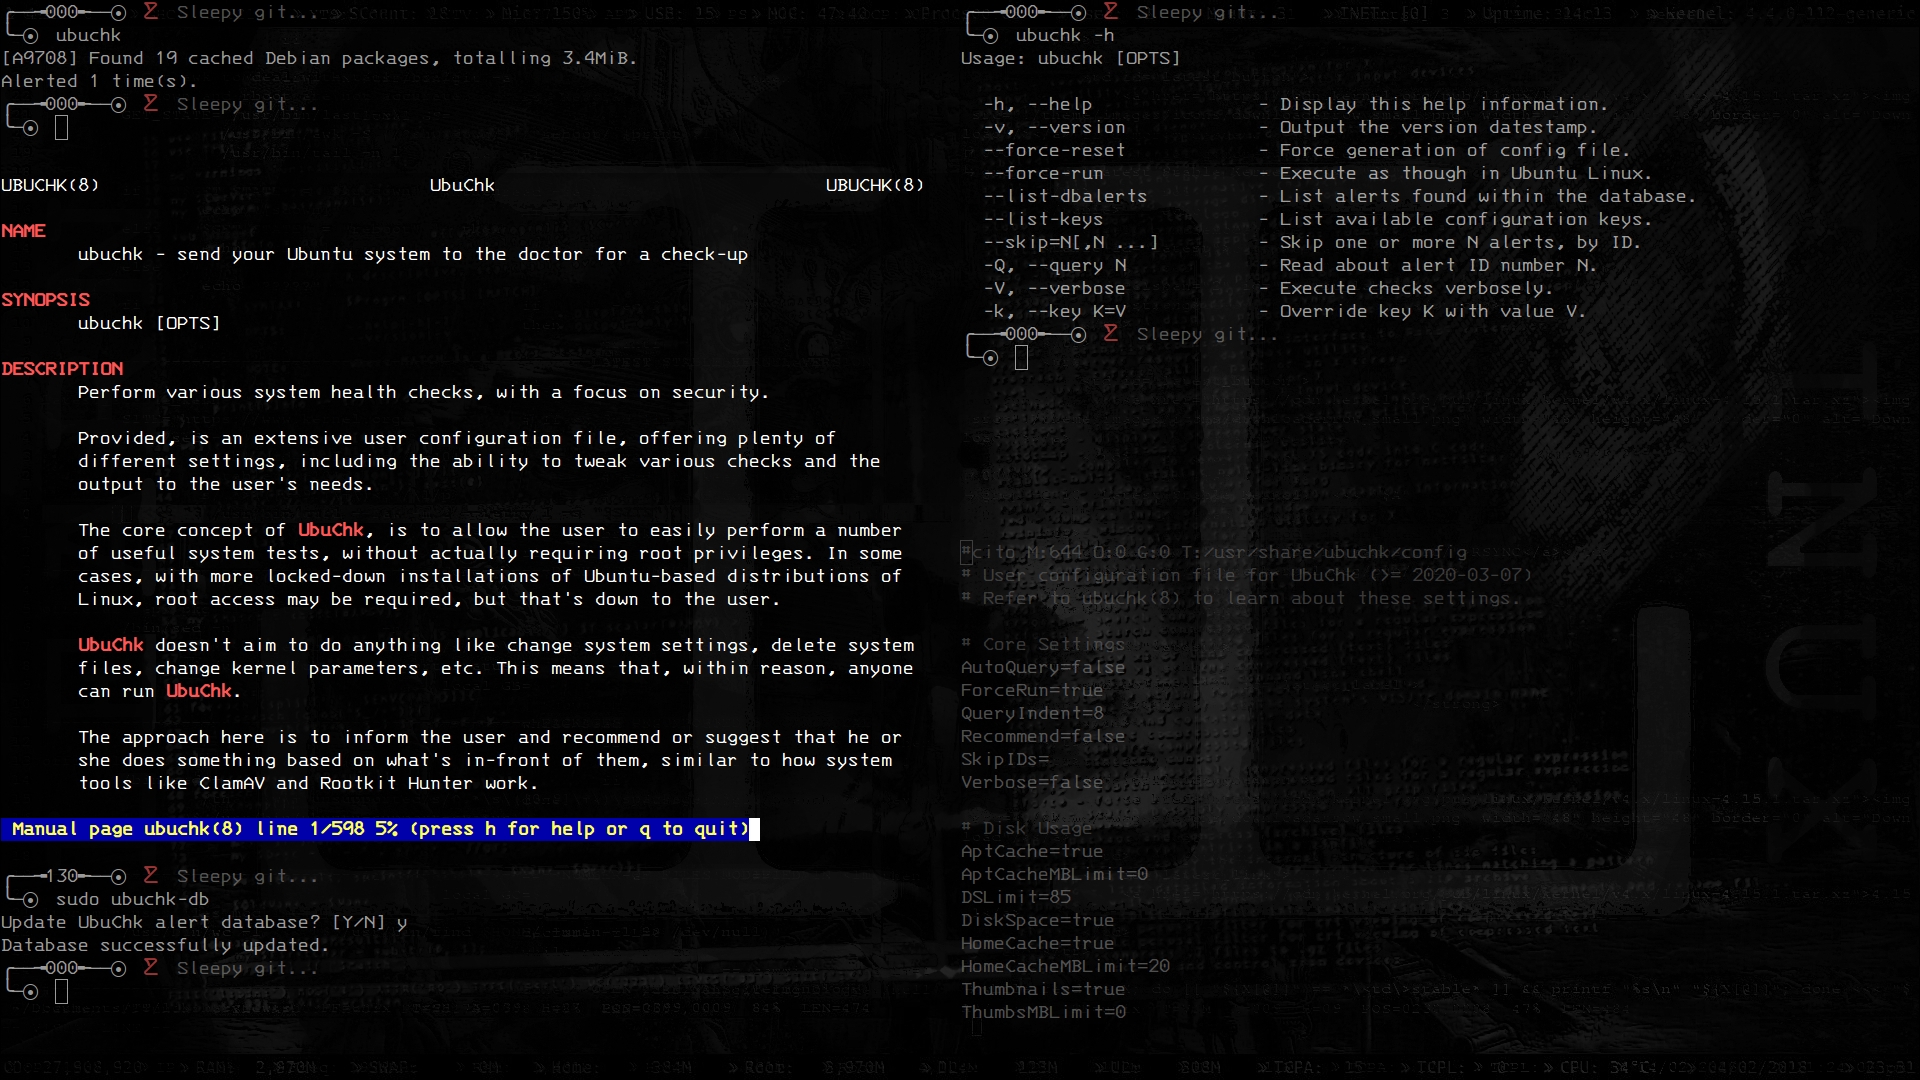 000 Σ Sleepy git...
ubuchk
[A9708] Found 19 cached Debian packages, totalling 3.4MiB.
Alerted 1 time(s).
000 Σ Sleepy git...
UBUCHK(8) UbuChk UBUCHK(8)
NAME
ubuchk - send your Ubuntu system to the doctor for a check-up
SYNOPSIS
ubuchk [OPTS]
DESCRIPTION
Perform various system health checks, with a focus on security.
Provided, is an extensive user configuration file, offering plenty of
different settings, including the ability to tweak various checks and the
output to the user's needs.
The core concept of UbuChk, is to allow the user to easily perform a number
of useful system tests, without actually requiring root privileges. In some
cases, with more locked-down installations of Ubuntu-based distributions of
Linux, root access may be required, but that's down to the user.
UbuChk doesn't aim to do anything like change system settings, delete system
files, change kernel parameters, etc. This means that, within reason, anyone
can run UbuChk.
The approach here is to inform the user and recommend or suggest that he or
she does something based on what's in-front of them, similar to how system
tools like ClamAV and Rootkit Hunter work.
Manual page ubuchk(8) line 1/598 5% (press h for help or q to quit)
130 Σ Sleepy git...
sudo ubuchk-db
Update UbuChk alert database? [Y/N] y
Database successfully updated.
000 Σ Sleepy git...
000 Σ Sleepy git...
ubuchk -h
Usage: ubuchk [OPTS]
-h, --help - Display this help information.
-v, --version - Output the version datestamp.
--force-reset - Force generation of config file.
--force-run - Execute as though in Ubuntu Linux.
--list-dbalerts - List alerts found within the database.
--list-keys - List available configuration keys.
--skip=N[,N ...] - Skip one or more N alerts, by ID.
-Q, --query N - Read about alert ID number N.
-V, --verbose - Execute checks verbosely.
-k, --key K=V - Override key K with value V.
000 Σ Sleepy git...
#cito M:644 O:0 G:0 T:/usr/share/ubuchk/config
# User configuration file for UbuChk (>= 2020-03-07)
# Refer to ubuchk(8) to learn about these settings.
# Core Settings
AutoQuery=false
ForceRun=true
QueryIndent=8
Recommend=false
SkipIDs=
Verbose=false
# Disk Usage
AptCache=true
AptCacheMBLimit=0
DSLimit=85
DiskSpace=true
HomeCache=true
HomeCacheMBLimit=20
Thumbnails=true
ThumbsMBLimit=0